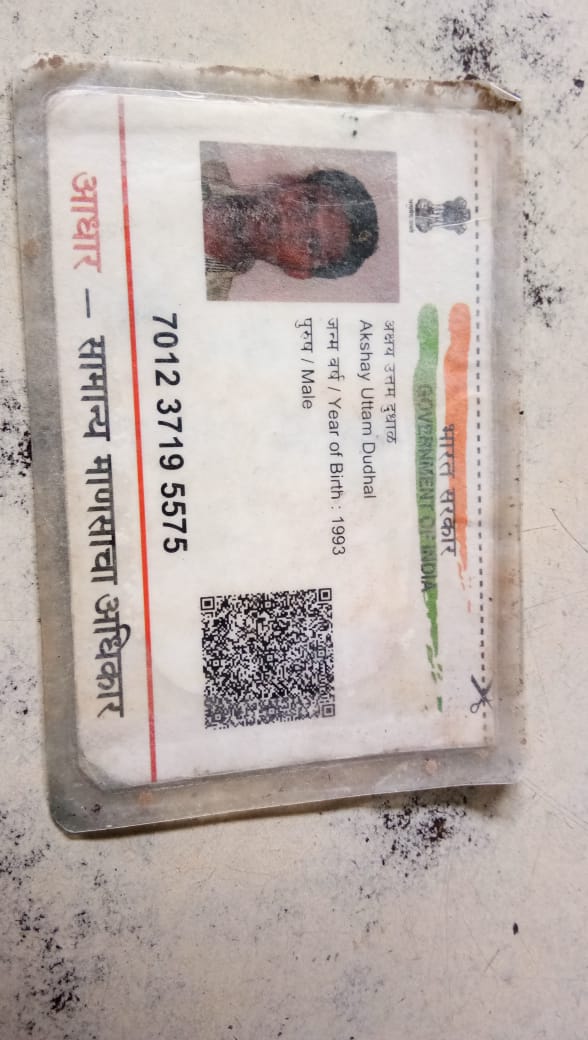 भारत सरकार
GOVERNMENT OF INDIA
अक्षय उत्तम दुधाळ
Akshay Uttam Dudhal
जन्म वर्ष / Year of Birth : 1993
पुरुष / Male
7012 3719 5575
आधार – सामान्य माणसाचा अधिकार